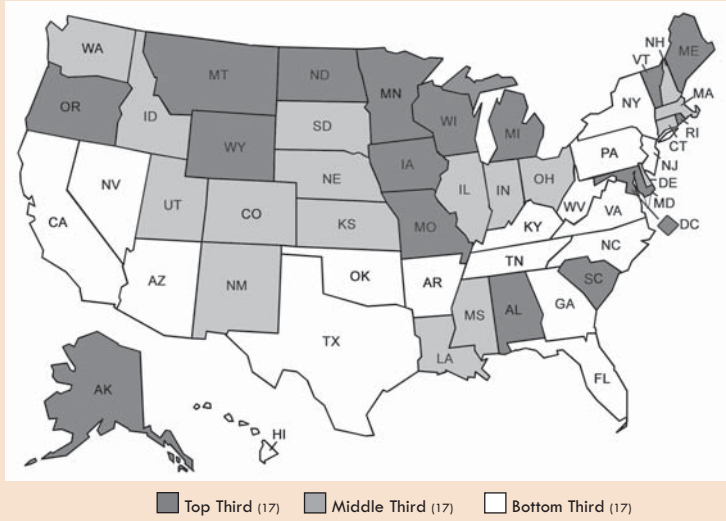 WA
MT
ND
MN
OR
ID
WY
SD
WI
MI
NH
VT
ME
NY
MA
RI
CT
NJ
DE
MD
DC
PA
IA
NE
NV
UT
CO
KS
IL
IN
OH
WV
VA
CA
MO
KY
NC
TN
AZ
NM
OK
AR
SC
MS
AL
GA
TX
LA
FL
AK
HI
Top Third (17) Middle Third (17) Bottom Third (17)